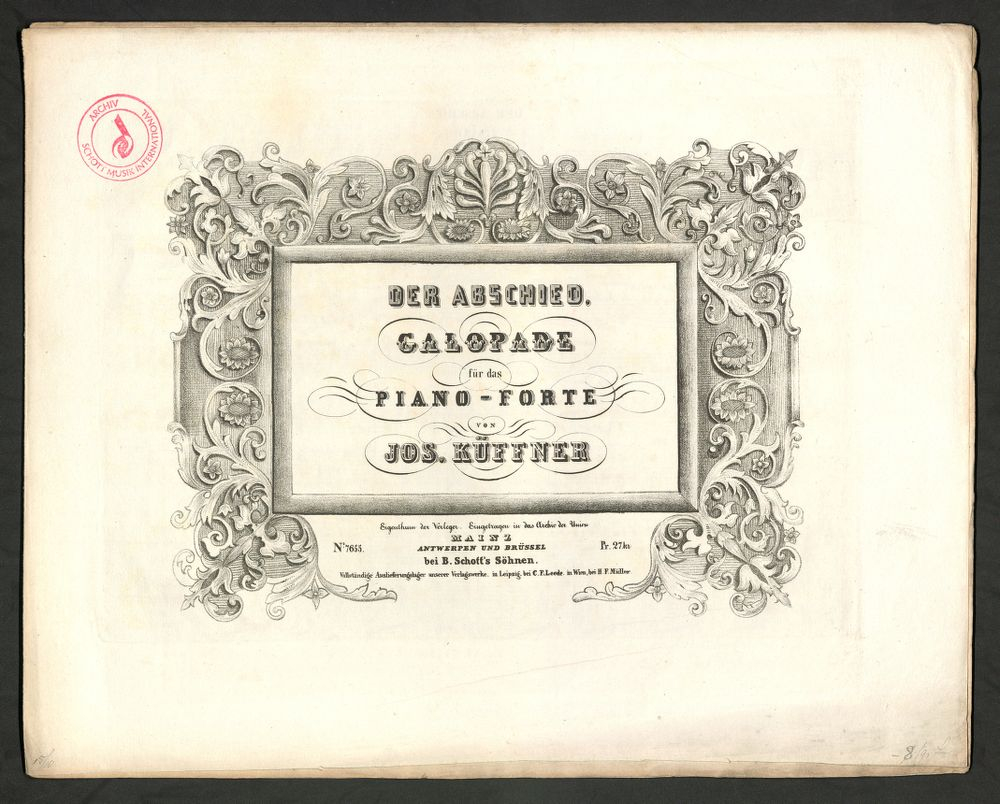 ARCHIV
SCHOTT MUSIK INTERNATIONAL
DER ABSCHIED.
GALOPADE
für das
PIANO-FORTE
VON
JOS. KÜFFNER
Eigenthum der Verleger. Eingetragen in das Archiv der Union
MAINZ
Nº 7655. ANTWERPEN UND BRÜSSEL Pr. 27 kr
bei B. Schott's Söhnen.
Vollständige Auslieferungslager unserer Verlagswerke. in Leipzig, bei C. F. Leede. in Wien, bei H. F. Müller